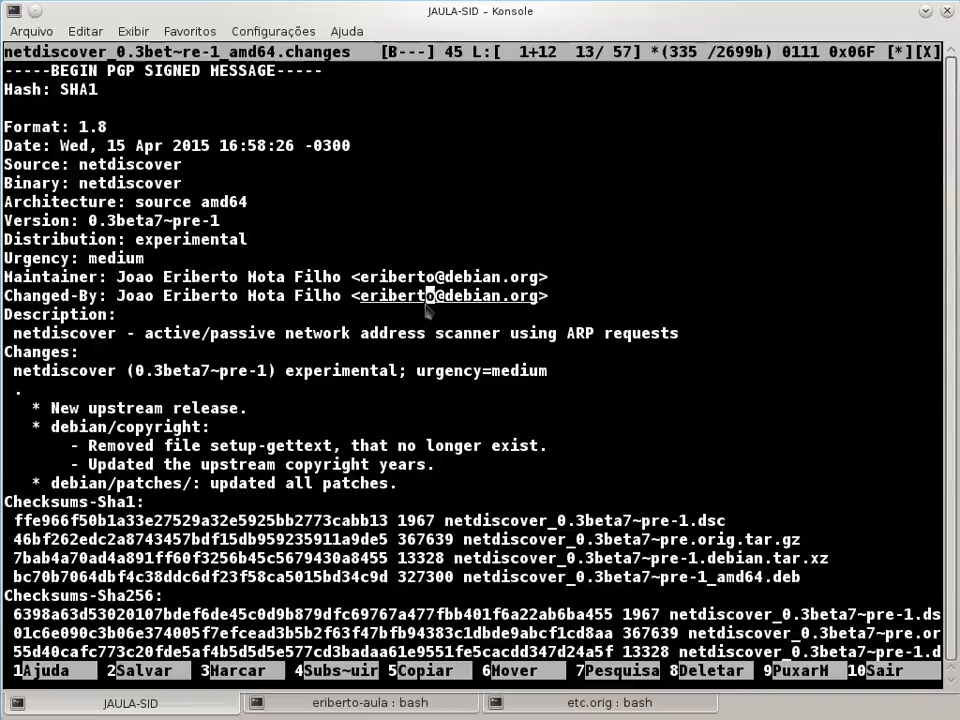 JAULA-SID – Konsole
Arquivo Editar Exibir Favoritos Configurações Ajuda
netdiscover_0.3bet~re-1_amd64.changes [B---] 45 L:[ 1+12 13/ 57] *(335 /2699b) 0111 0x06F [*][X]
-----BEGIN PGP SIGNED MESSAGE-----
Hash: SHA1
Format: 1.8
Date: Wed, 15 Apr 2015 16:58:26 -0300
Source: netdiscover
Binary: netdiscover
Architecture: source amd64
Version: 0.3beta7~pre-1
Distribution: experimental
Urgency: medium
Maintainer: Joao Eriberto Mota Filho <eriberto@debian.org>
Changed-By: Joao Eriberto Mota Filho <eriberto@debian.org>
Description:
netdiscover - active/passive network address scanner using ARP requests
Changes:
netdiscover (0.3beta7~pre-1) experimental; urgency=medium
.
* New upstream release.
* debian/copyright:
- Removed file setup-gettext, that no longer exist.
- Updated the upstream copyright years.
* debian/patches/: updated all patches.
Checksums-Sha1:
ffe966f50b1a33e27529a32e5925bb2773cabb13 1967 netdiscover_0.3beta7~pre-1.dsc
46bf262edc2a8743457bdf15db959235911a9de5 367639 netdiscover_0.3beta7~pre.orig.tar.gz
7bab4a70ad4a891ff60f3256b45c5679430a8455 13328 netdiscover_0.3beta7~pre-1.debian.tar.xz
bc70b7064dbf4c38ddc6df23f58ca5015bd34c9d 327300 netdiscover_0.3beta7~pre-1_amd64.deb
Checksums-Sha256:
6398a63d53020107bdef6de45c0d9b879dfc69767a477fbb401f6a22ab6ba455 1967 netdiscover_0.3beta7~pre-1.ds
01c6e090c3b06e374005f7efcead3b5b2f63f47bfb94383c1dbde9abcf1cd8aa 367639 netdiscover_0.3beta7~pre.or
55d40cafc773c20fde5af4b5d5d5e577cd3badaa61e9551fe5cacdd347d24a5f 13328 netdiscover_0.3beta7~pre-1.d
1Ajuda 2Salvar 3Marcar 4Subs~uir 5Copiar 6Mover 7Pesquisa 8Deletar 9PuxarM 10Sair
JAULA-SID eriberto-aula : bash etc.orig : bash